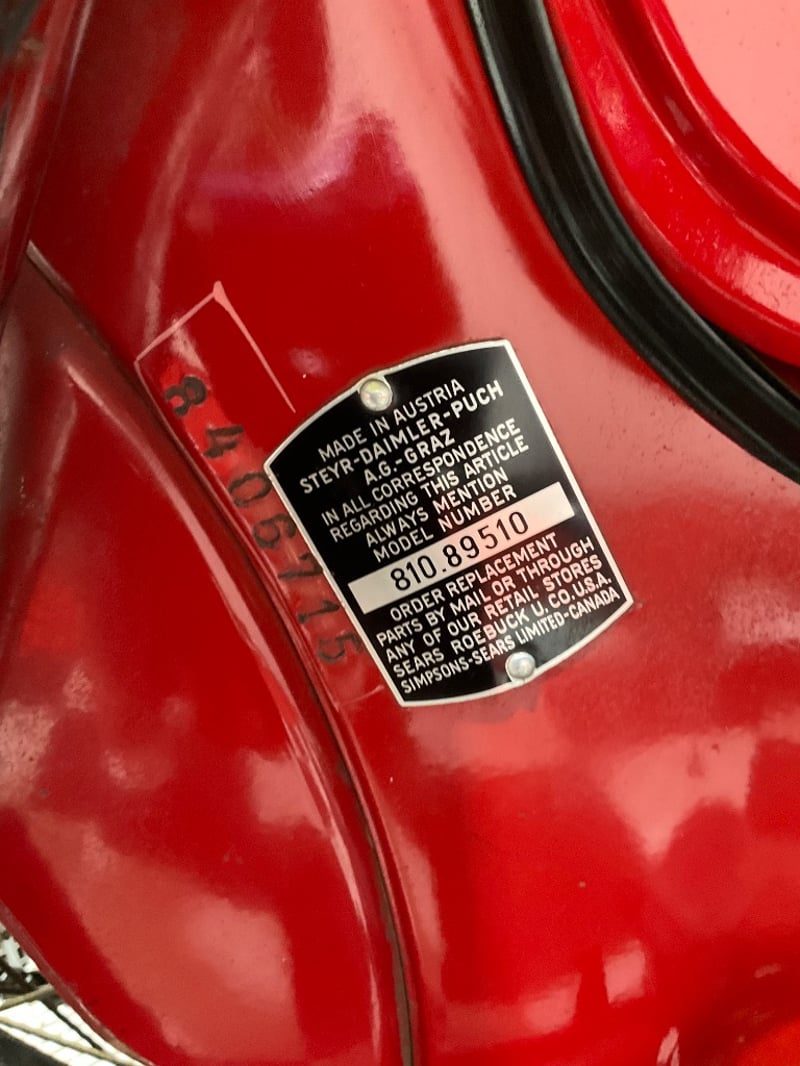 8406715
MADE IN AUSTRIA
STEYR-DAIMLER-PUCH
A.G.-GRAZ
IN ALL CORRESPONDENCE
REGARDING THIS ARTICLE
ALWAYS MENTION
MODEL NUMBER
810.89510
ORDER REPLACEMENT
PARTS BY MAIL OR THROUGH
ANY OF OUR RETAIL STORES
SEARS ROEBUCK U. CO. U.S.A.
SIMPSONS-SEARS LIMITED-CANADA